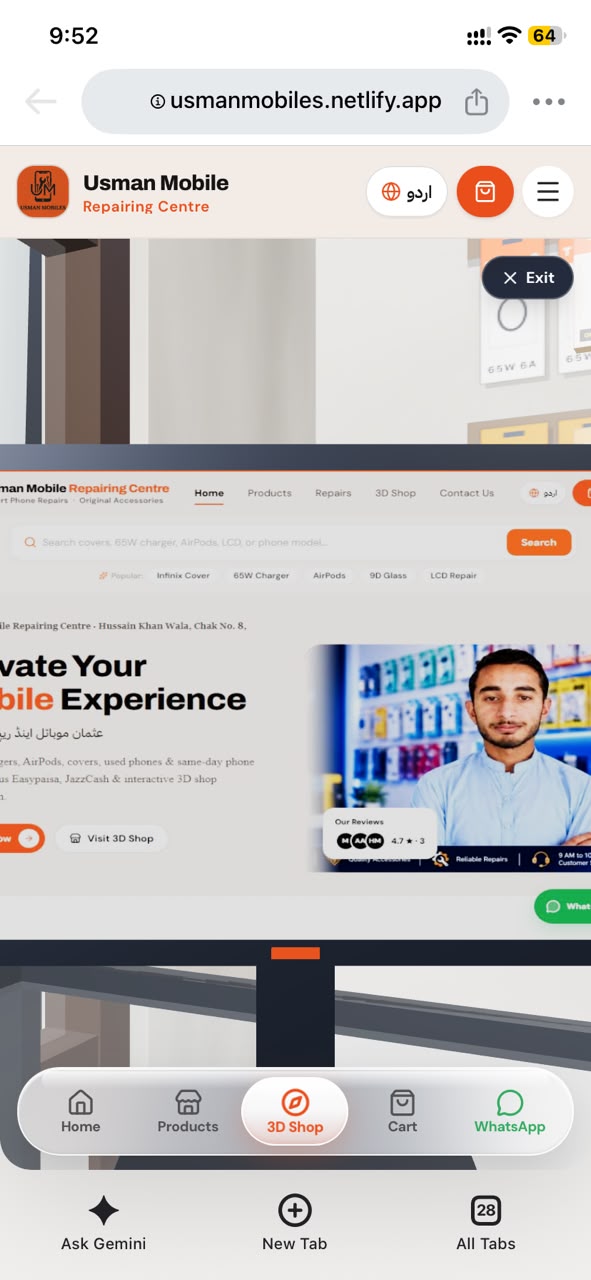 9:52
64
usmanmobiles.netlify.app
Usman Mobile
Repairing Centre
اردو
USMAN MOBILES
Exit
65W 6A
65W
man Mobile Repairing Centre
rt Phone Repairs · Original Accessories
Home
Products
Repairs
3D Shop
Contact Us
اردو
Search covers, 65W charger, AirPods, LCD, or phone model...
Search
Popular:
Infinix Cover
65W Charger
AirPods
9D Glass
LCD Repair
ile Repairing Centre - Hussain Khan Wala, Chak No. 8,
vate Your
bile Experience
عثمان موبائل اینڈ ریپ
gers, AirPods, covers, used phones & same-day phone
us Easypaisa, JazzCash & interactive 3D shop
n.
ow
Visit 3D Shop
Our Reviews
M AA HM 4.7 ★ · 3
Quality Accessories
Reliable Repairs
9 AM to 10
Customer
What
Home
Products
3D Shop
Cart
WhatsApp
Ask Gemini
New Tab
28
All Tabs